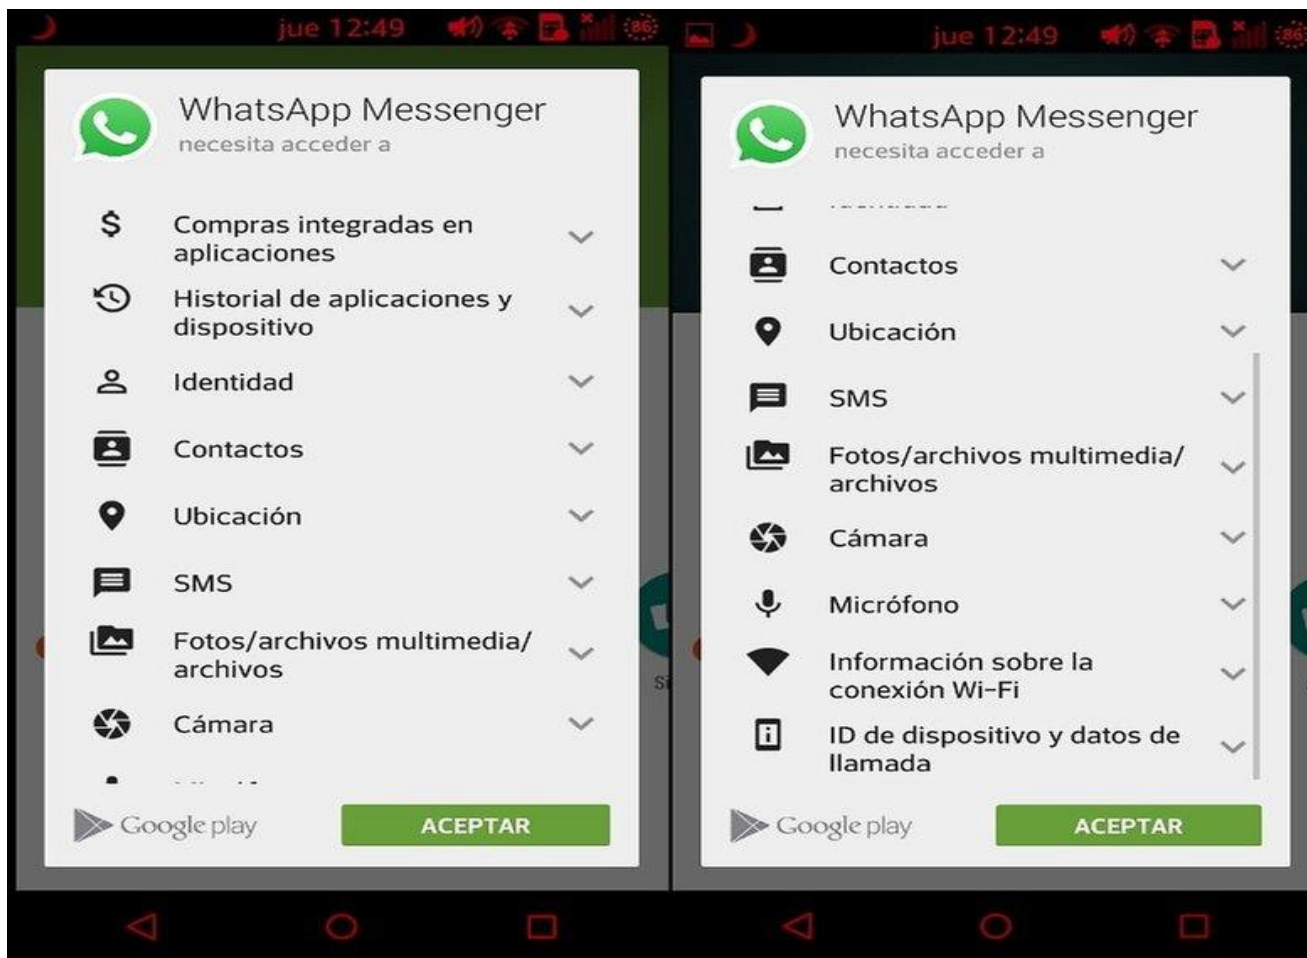 jue 12:49
86
WhatsApp Messenger
necesita acceder a
$
Compras integradas en
aplicaciones
Historial de aplicaciones y
dispositivo
Identidad
Contactos
Ubicación
SMS
Fotos/archivos multimedia/
archivos
Cámara
Google play
ACEPTAR
jue 12:49
86
WhatsApp Messenger
necesita acceder a
Contactos
Ubicación
SMS
Fotos/archivos multimedia/
archivos
Cámara
Micrófono
Información sobre la
conexión Wi-Fi
ID de dispositivo y datos de
llamada
Google play
ACEPTAR